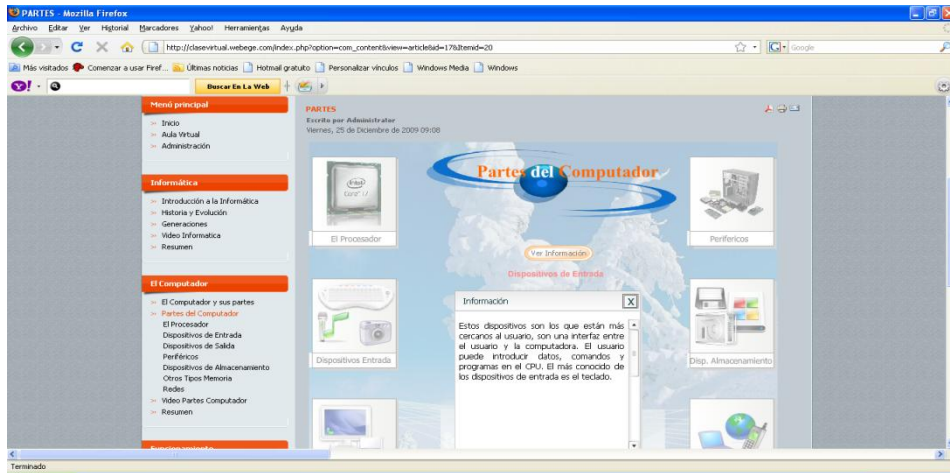 PARTES - Mozilla Firefox
Archivo Editar Ver Historial Marcadores Yahoo! Herramientas Ayuda
http://clasevirtual.webege.com/index.php?option=com_content&view=article&id=17&Itemid=20
Google
Más visitados Comenzar a usar Firef... Últimas noticias Hotmail gratuito Personalizar vínculos Windows Media Windows
Buscar En La Web
Menú principal
Inicio
Aula Virtual
Administración
Informática
Introducción a la Informática
Historia y Evolución
Generaciones
Video Informatica
Resumen
El Computador
El Computador y sus partes
Partes del Computador
El Procesador
Dispositivos de Entrada
Dispositivos de Salida
Periféricos
Dispositivos de Almacenamiento
Otros Tipos Memoria
Redes
Video Partes Computador
Resumen
Funcionamiento
PARTES
Escrito por Administrator
Viernes, 25 de Diciembre de 2009 09:08
Partes del Computador
intel
El Procesador
Perifericos
Ver Información
Dispositivos de Entrada
Dispositivos Entrada
Disp. Almacenamiento
Información
X
Estos dispositivos son los que están más
cercanos al usuario, son una interfaz entre
el usuario y la computadora. El usuario
puede introducir datos, comandos y
programas en el CPU. El más conocido de
los dispositivos de entrada es el teclado.
Terminado